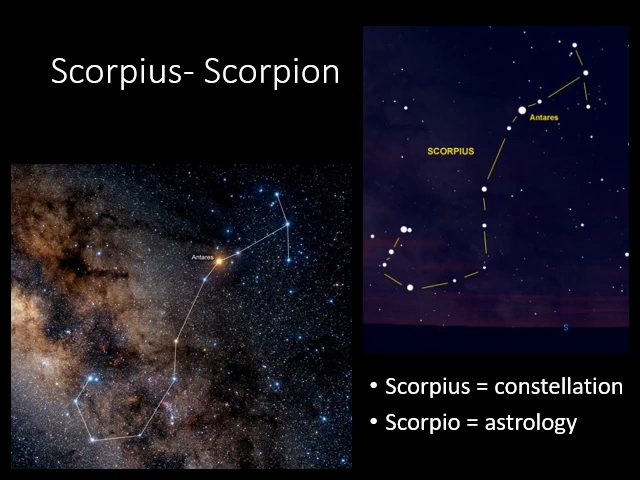 Scorpius- Scorpion
Antares
SCORPIUS
Antares
S
• Scorpius = constellation
• Scorpio = astrology